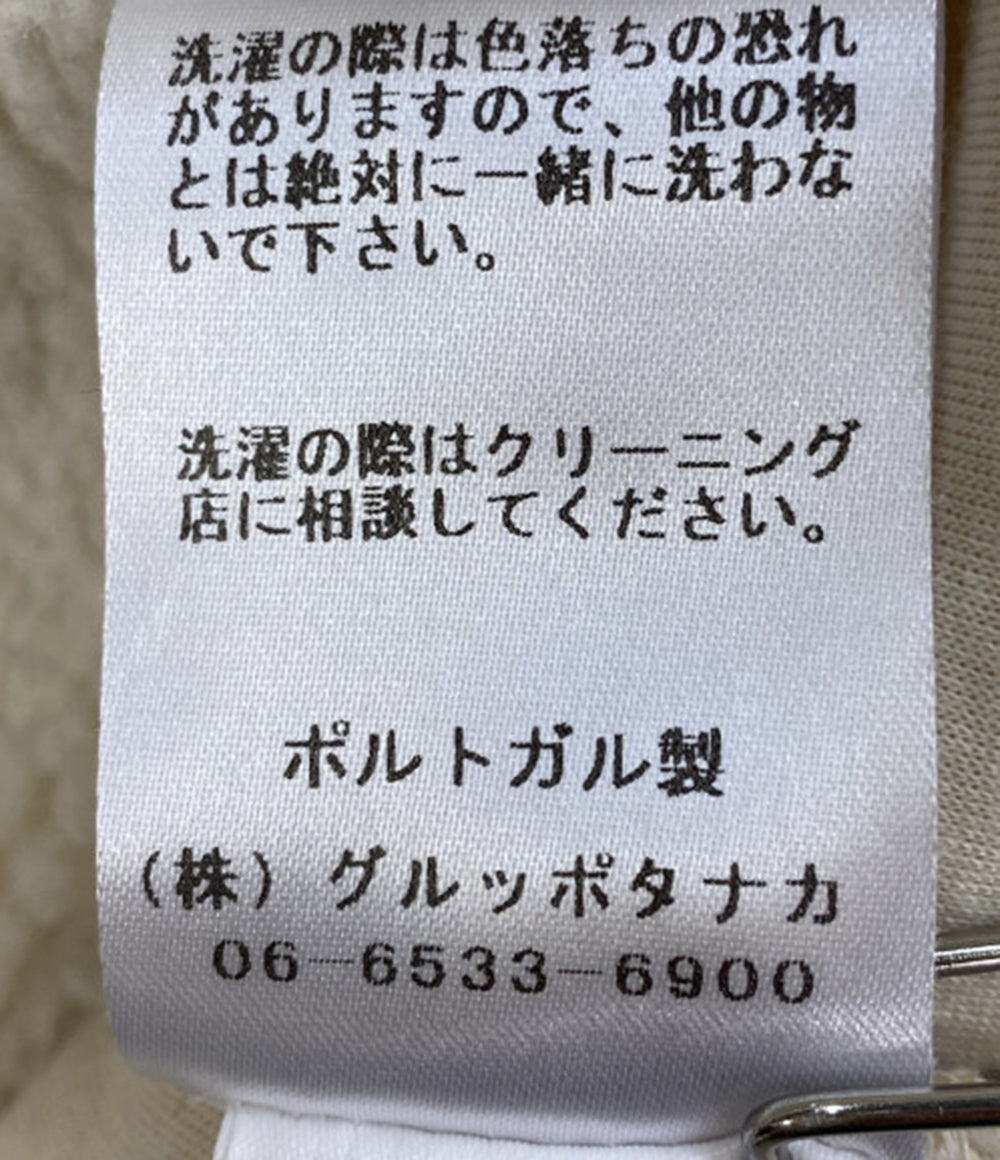 洗濯の際は色落ちの恐れ
がありますので、他の物
とは絶対に一緒に洗わな
いで下さい。
洗濯の際はクリーニング
店に相談してください。
ポルトガル製
（株）グルッポタナカ
06-6533-6900